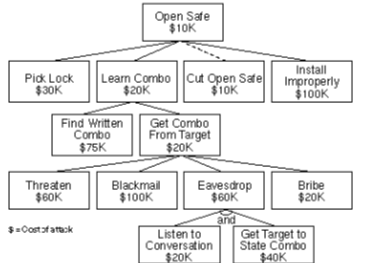 Open Safe
$10K
Pick Lock
$30K
Learn Combo
$20K
Cut Open Safe
$10K
Install
Improperly
$100K
Find Written
Combo
$75K
Get Combo
From Target
$20K
Threaten
$60K
Blackmail
$100K
Eavesdrop
$60K
Bribe
$20K
and
$ = Cost of attack
Listen to
Conversation
$20K
Get Target to
State Combo
$40K